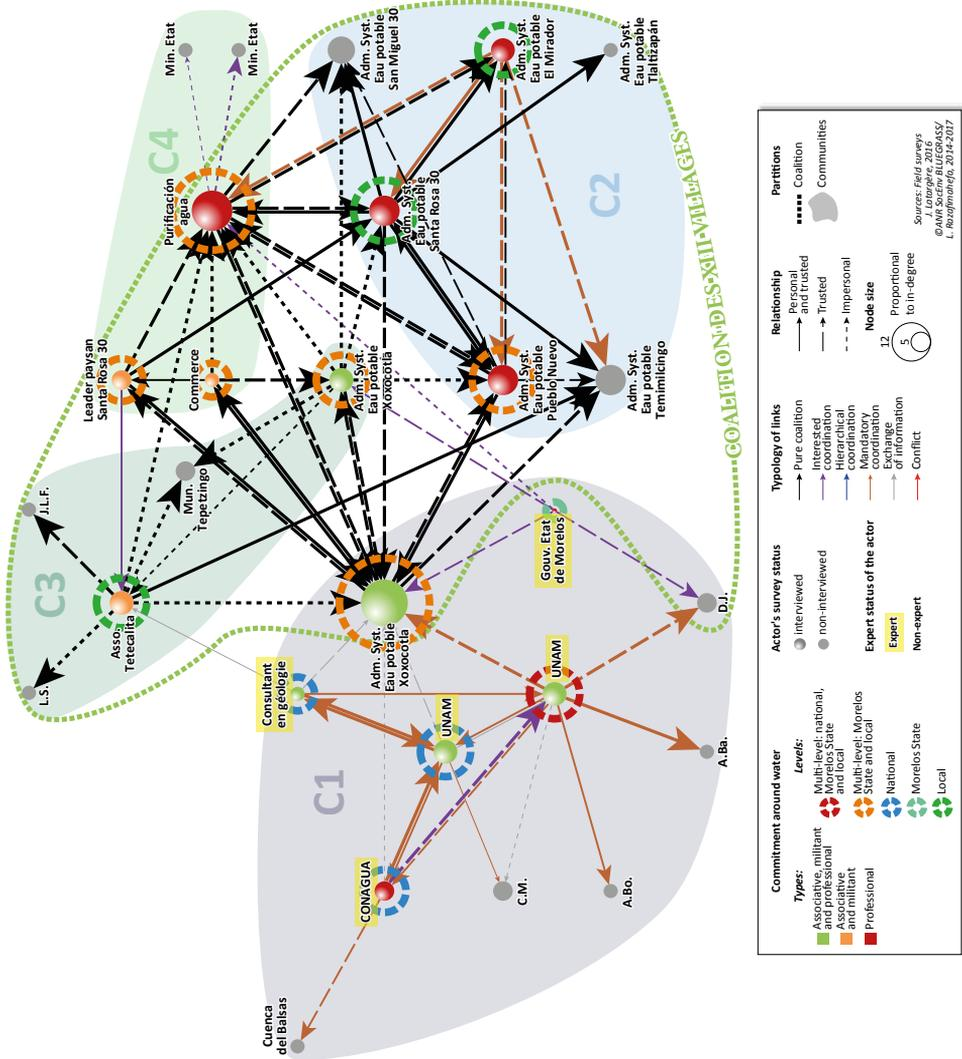 C4
Min. Etat
Min. Etat
Purificación
agua
Adm. Syst.
Eau potable
San Miguel 30
Adm. Syst.
Eau potable
El Mirador
Adm. Syst.
Eau potable
Tlaltizapán
C2
Adm. Syst.
Eau potable
Santa Rosa 30
Leader paysan
Santa Rosa 30
Commerce
Adm. Syst.
Eau potable
Xoxocotla
Adm. Syst.
Eau potable
Pueblo Nuevo
Adm. Syst.
Eau potable
Temimilcingo
COALITION DES XIII VILLAGES
C3
J.L.F.
Mun.
Tepetzingo
L.S.
Asso.
Tetecalita
Adm. Syst.
Eau potable
Xoxocotla
Gouv. Etat
de Morelos
D.J.
Consultant
en géologie
UNAM
UNAM
C1
CONAGUA
C.M.
A.Bo.
A.Ba.
Cuenca
del Balsas
Commitment around water
Types:
Associative, militant
and professional
Associative
and militant
Professional
Levels:
Multi-level: national,
Morelos State
and local
Multi-level: Morelos
State and local
National
Morelos State
Local
Actor's survey status
interviewed
non-interviewed
Expert status of the actor
Expert
Non-expert
Typology of links
Pure coalition
Interested
coordination
Hierarchical
coordination
Mandatory
coordination
Exchange
of information
Conflict
Relationship
Personal
and trusted
Trusted
Impersonal
Node size
12
5
Proportional
to in-degree
Partitions
Coalition
Communities
Sources: Field surveys
J. Latargère, 2016
©ANR SocEnv BLUEGRASS/
L. Razafimahefa, 2014-2017